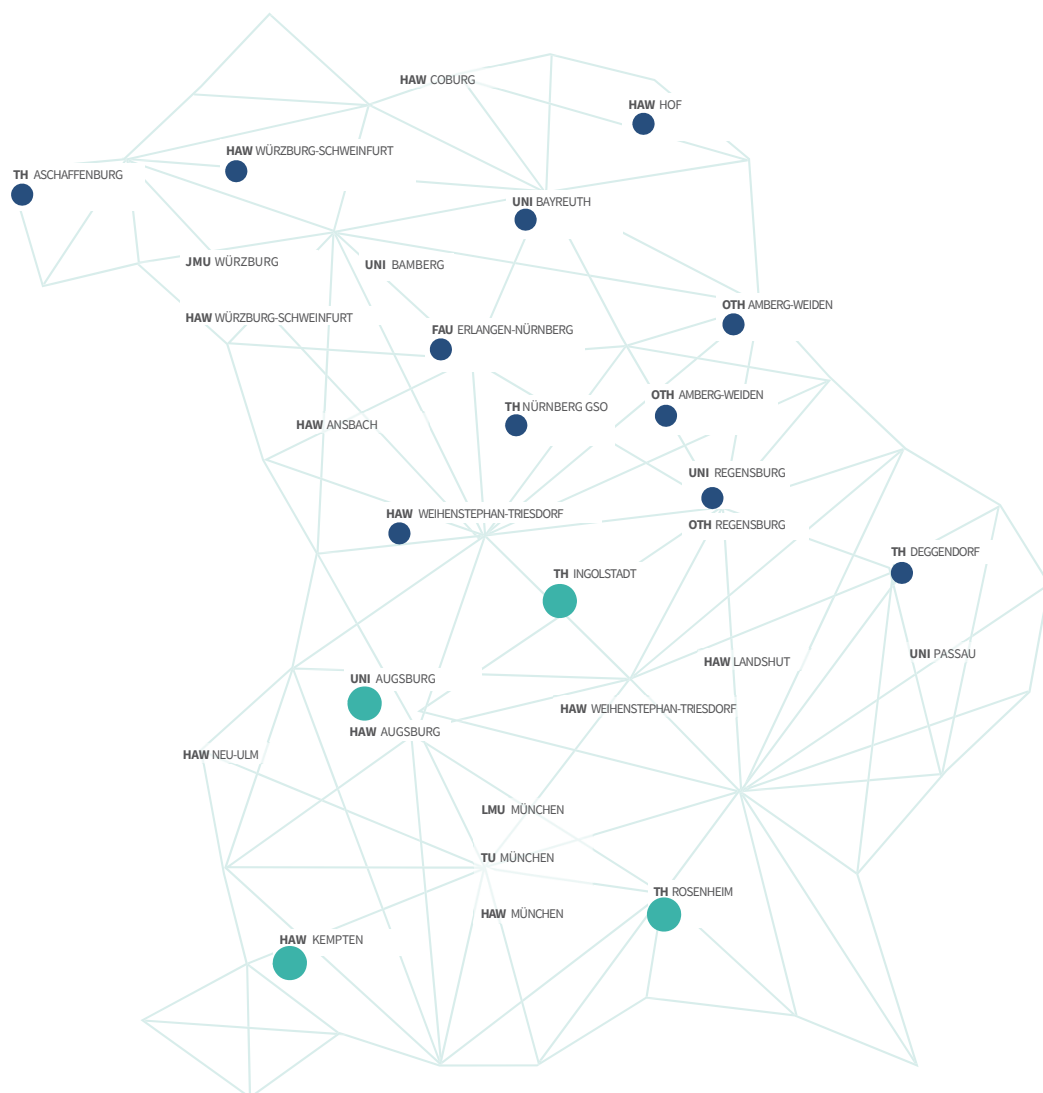 HAW COBURG
HAW HOF
HAW WÜRZBURG-SCHWEINFURT
TH ASCHAFFENBURG
UNI BAYREUTH
JMU WÜRZBURG
UNI BAMBERG
OTH AMBERG-WEIDEN
HAW WÜRZBURG-SCHWEINFURT
FAU ERLANGEN-NÜRNBERG
OTH AMBERG-WEIDEN
TH NÜRNBERG GSO
HAW ANSBACH
UNI REGENSBURG
HAW WEIHENSTEPHAN-TRIESDORF
OTH REGENSBURG
TH DEGGENDORF
TH INGOLSTADT
UNI PASSAU
HAW LANDSHUT
UNI AUGSBURG
HAW WEIHENSTEPHAN-TRIESDORF
HAW AUGSBURG
HAW NEU-ULM
LMU MÜNCHEN
TU MÜNCHEN
TH ROSENHEIM
HAW MÜNCHEN
HAW KEMPTEN